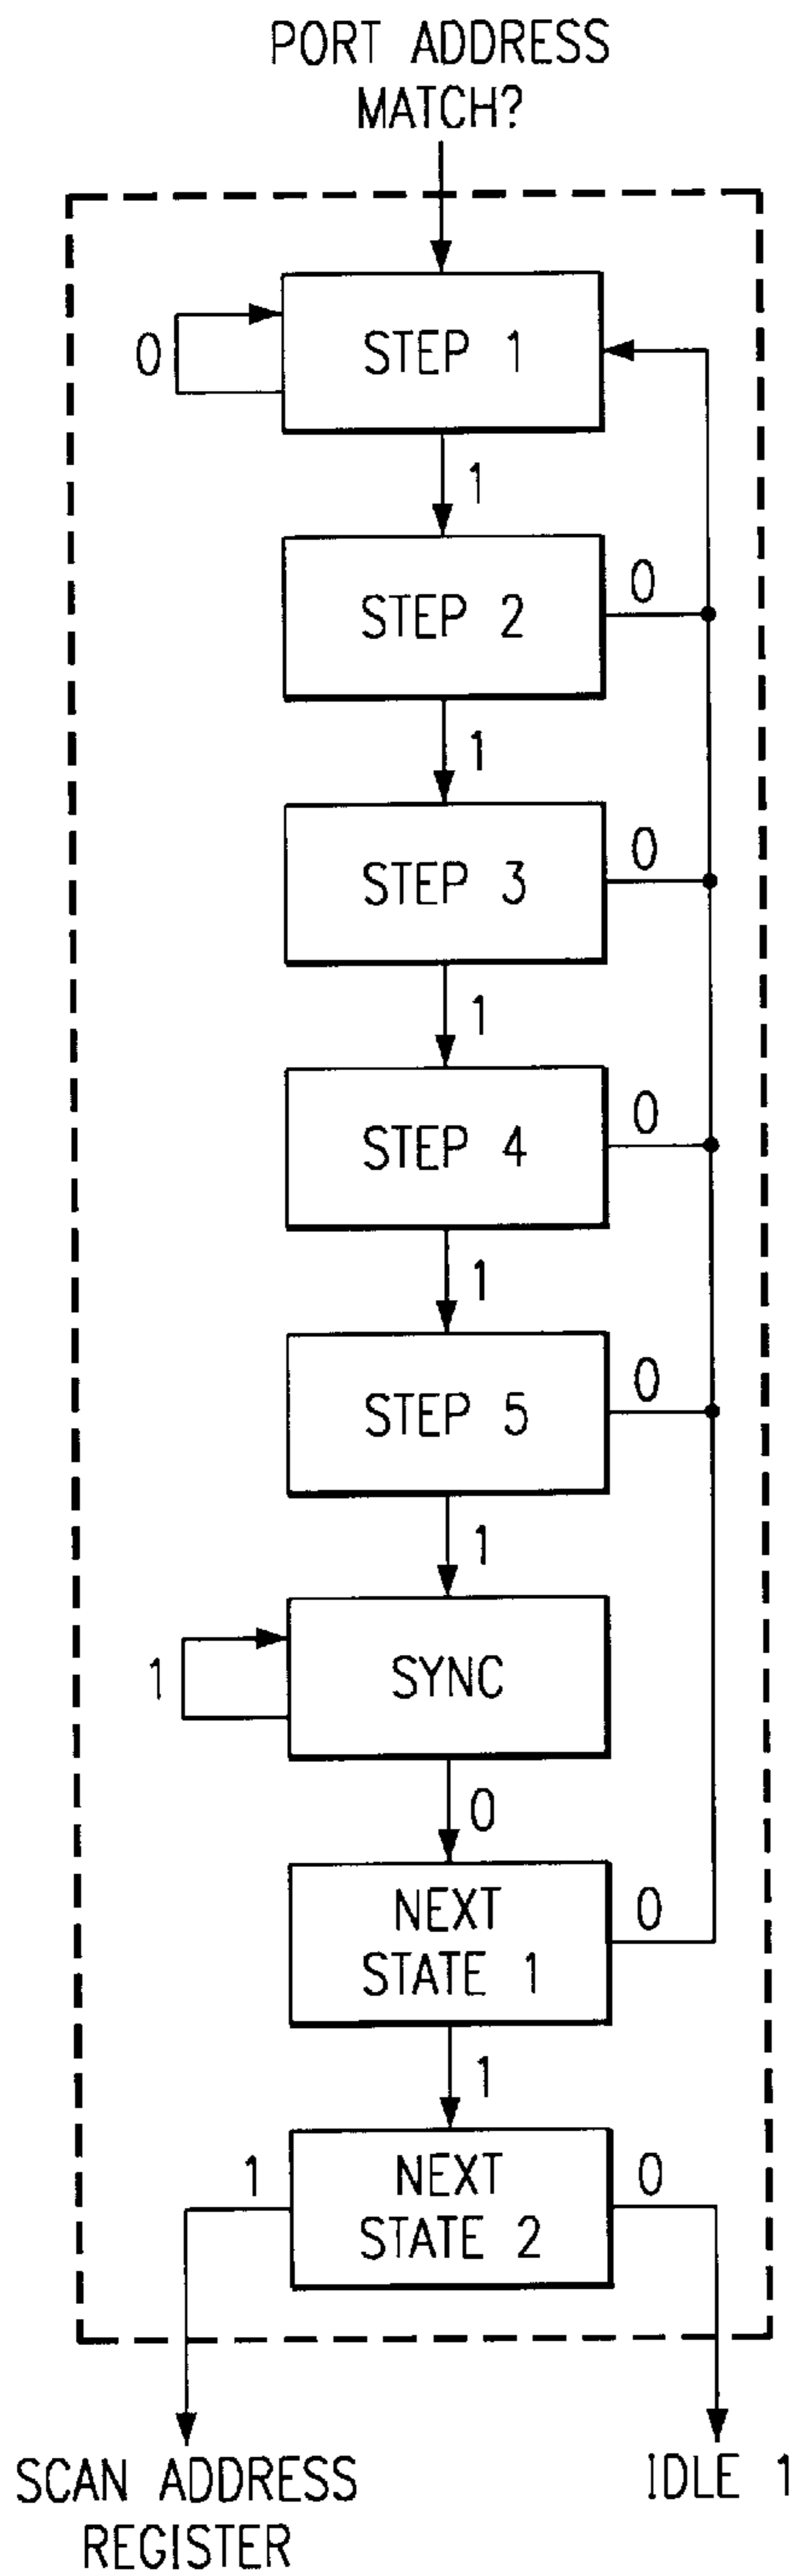 PORT ADDRESS
MATCH?
0
STEP 1
1
STEP 2
0
1
STEP 3
0
1
STEP 4
0
1
STEP 5
0
1
1
SYNC
0
NEXT
STATE 1
0
1
1
NEXT
STATE 2
0
SCAN ADDRESS
REGISTER
IDLE 1